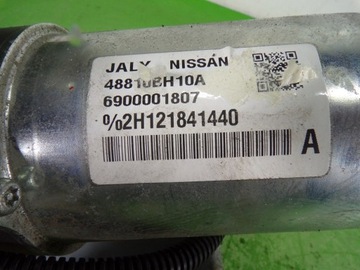 JALY NISSAN
48810BH10A
6900001807
%2H121841440
A